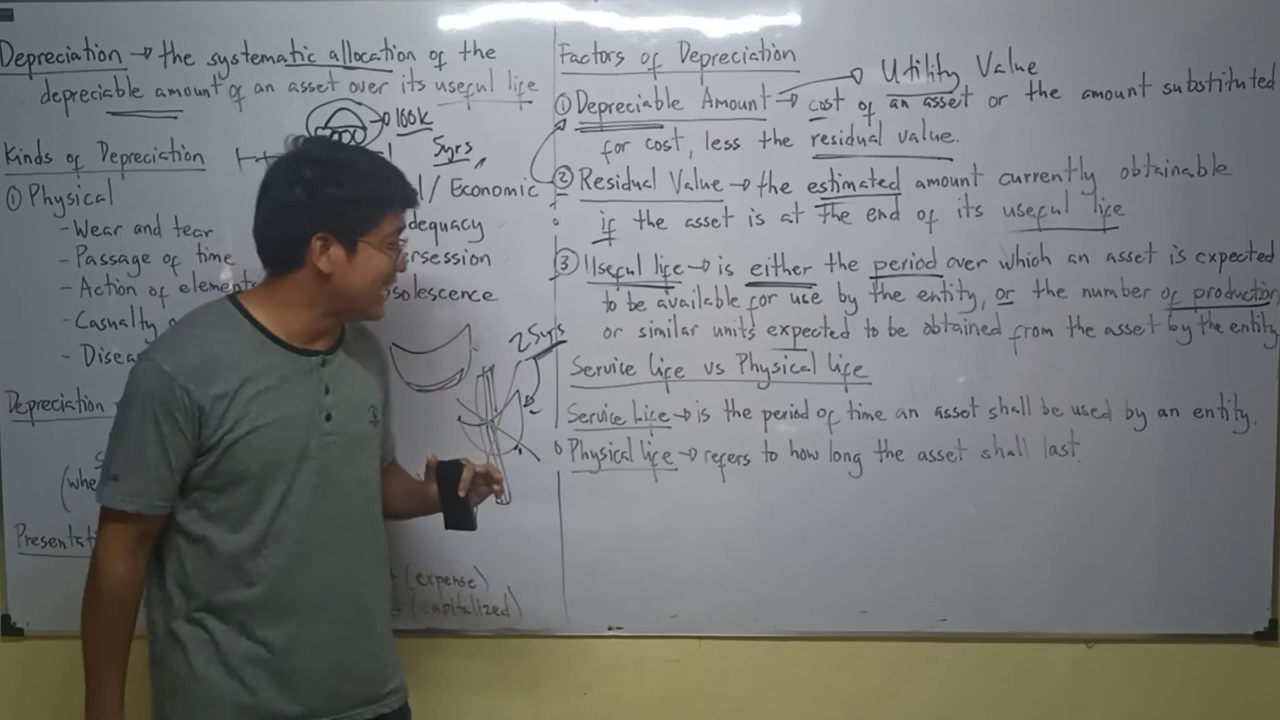 Depreciation → the systematic allocation of the
depreciable amount of an asset over its useful life
100k
5yrs
Kinds of Depreciation
① Physical
- Wear and tear
- Passage of time
- Action of elements
- Casualty
-
/ Economic
Depreciation
25yrs
(expense)
(capitalized)
Factors of Depreciation
Utility Value
① Depreciable Amount → cost of an asset or the amount substituted
for cost, less the residual value.
② Residual Value → the estimated amount currently obtainable
if the asset is at the end of its useful life
③ Useful life → is either the period over which an asset is expected
to be available for use by the entity, or the number of production
or similar units expected to be obtained from the asset by the entity
Service life vs Physical life
Service Life → is the period of time an asset shall be used by an entity.
Physical life → refers to how long the asset shall last.